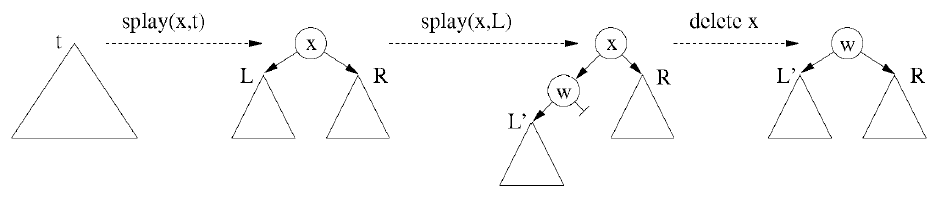 splay(x,t) splay(x,L) delete x
t x x w
L R w R L' R
L'